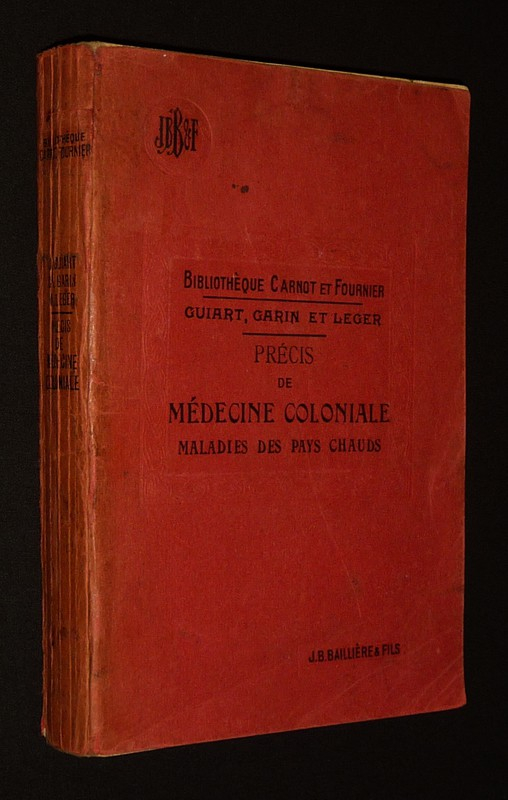 JBB&F
BIBLIOTHÈQUE CARNOT ET FOURNIER
GUIART, GARIN ET LEGER
PRÉCIS
DE
MÉDECINE COLONIALE
MALADIES DES PAYS CHAUDS
J.B. BAILLIÈRE & FILS
BIBLIOTHÈQUE
CARNOT FOURNIER
GUIART
GARIN
LEGER
PRÉCIS
DE
MÉDECINE
COLONIALE